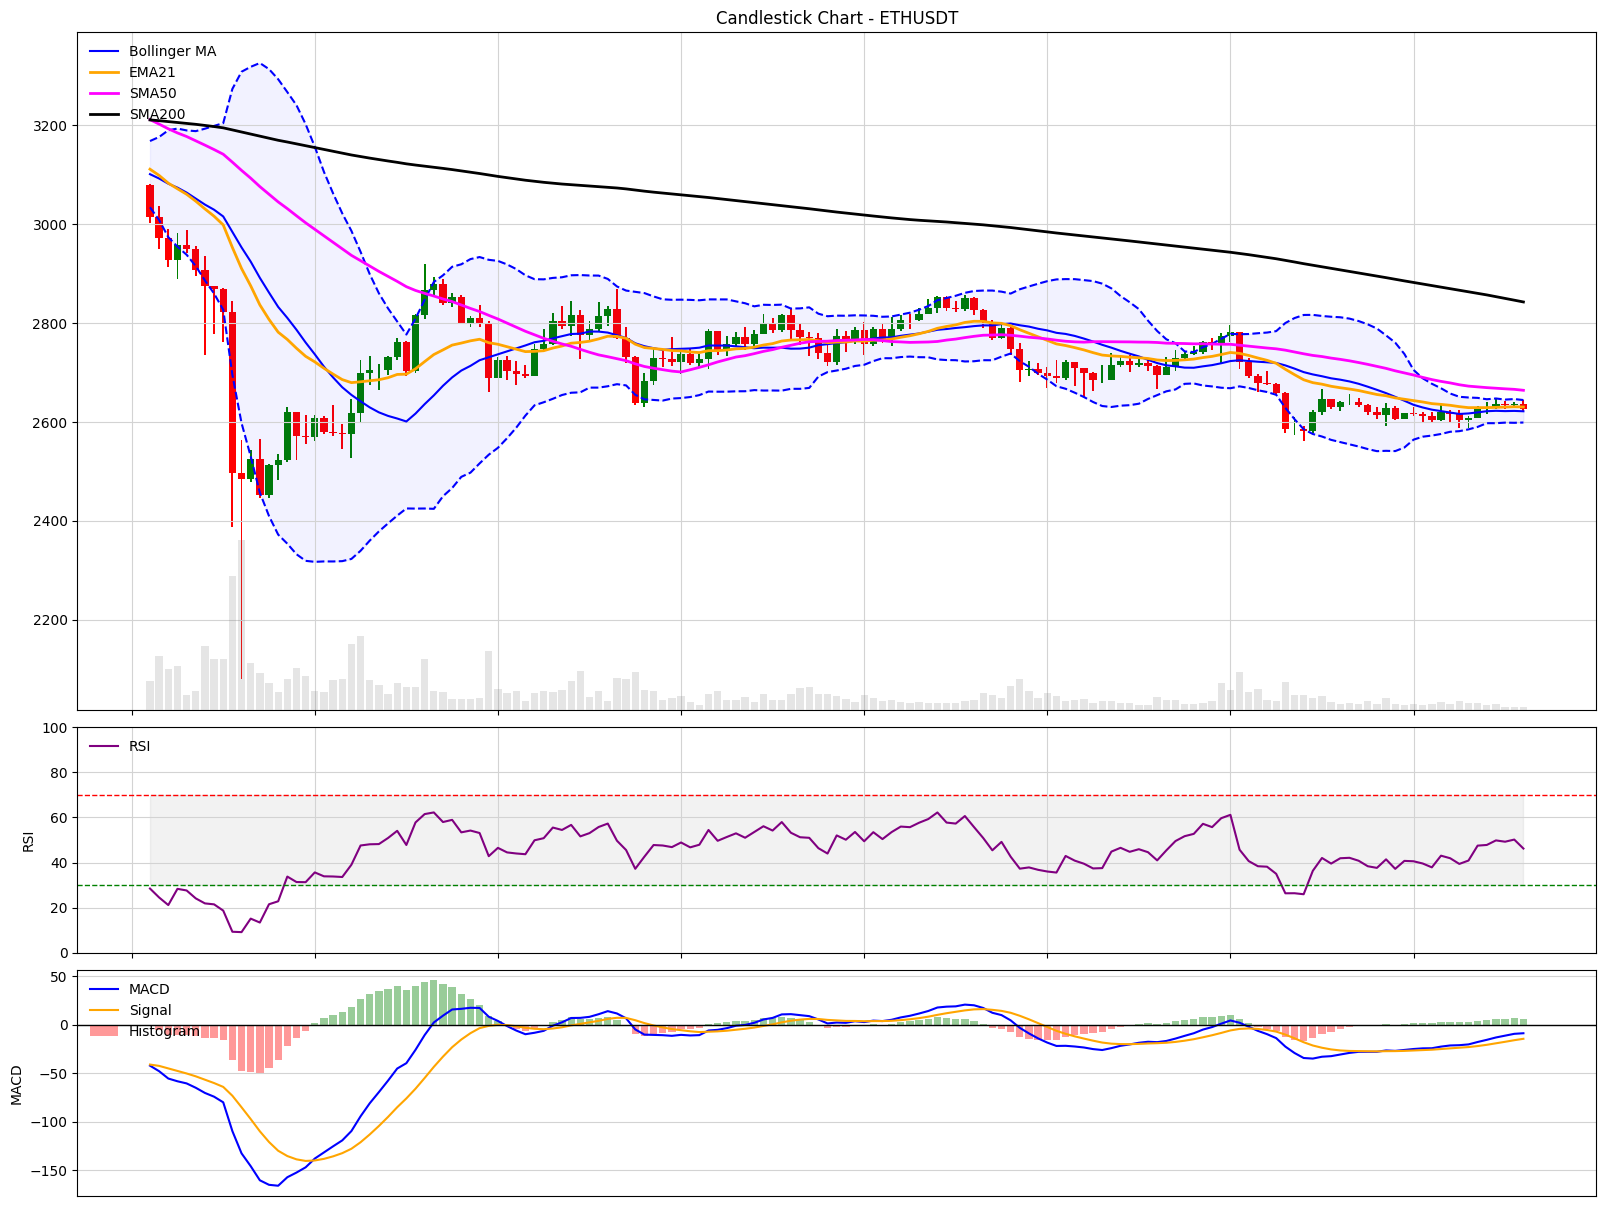 Candlestick Chart - ETHUSDT
Bollinger MA
EMA21
SMA50
SMA200
3200
3000
2800
2600
2400
2200
RSI
100
80
60
40
20
0
RSI
MACD
Signal
Histogram
50
0
−50
−100
−150
MACD